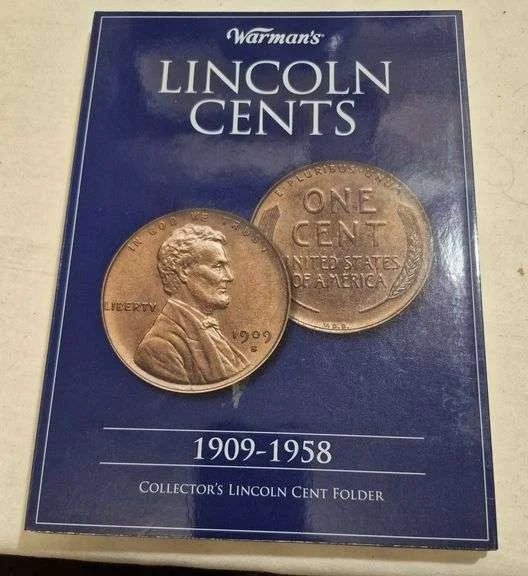 Warman's
LINCOLN
CENTS
E PLURIBUS UNUM
ONE
CENT
UNITED STATES
OF AMERICA
V.D.B.
IN GOD WE TRUST
LIBERTY
1909
S
1909-1958
COLLECTOR'S LINCOLN CENT FOLDER